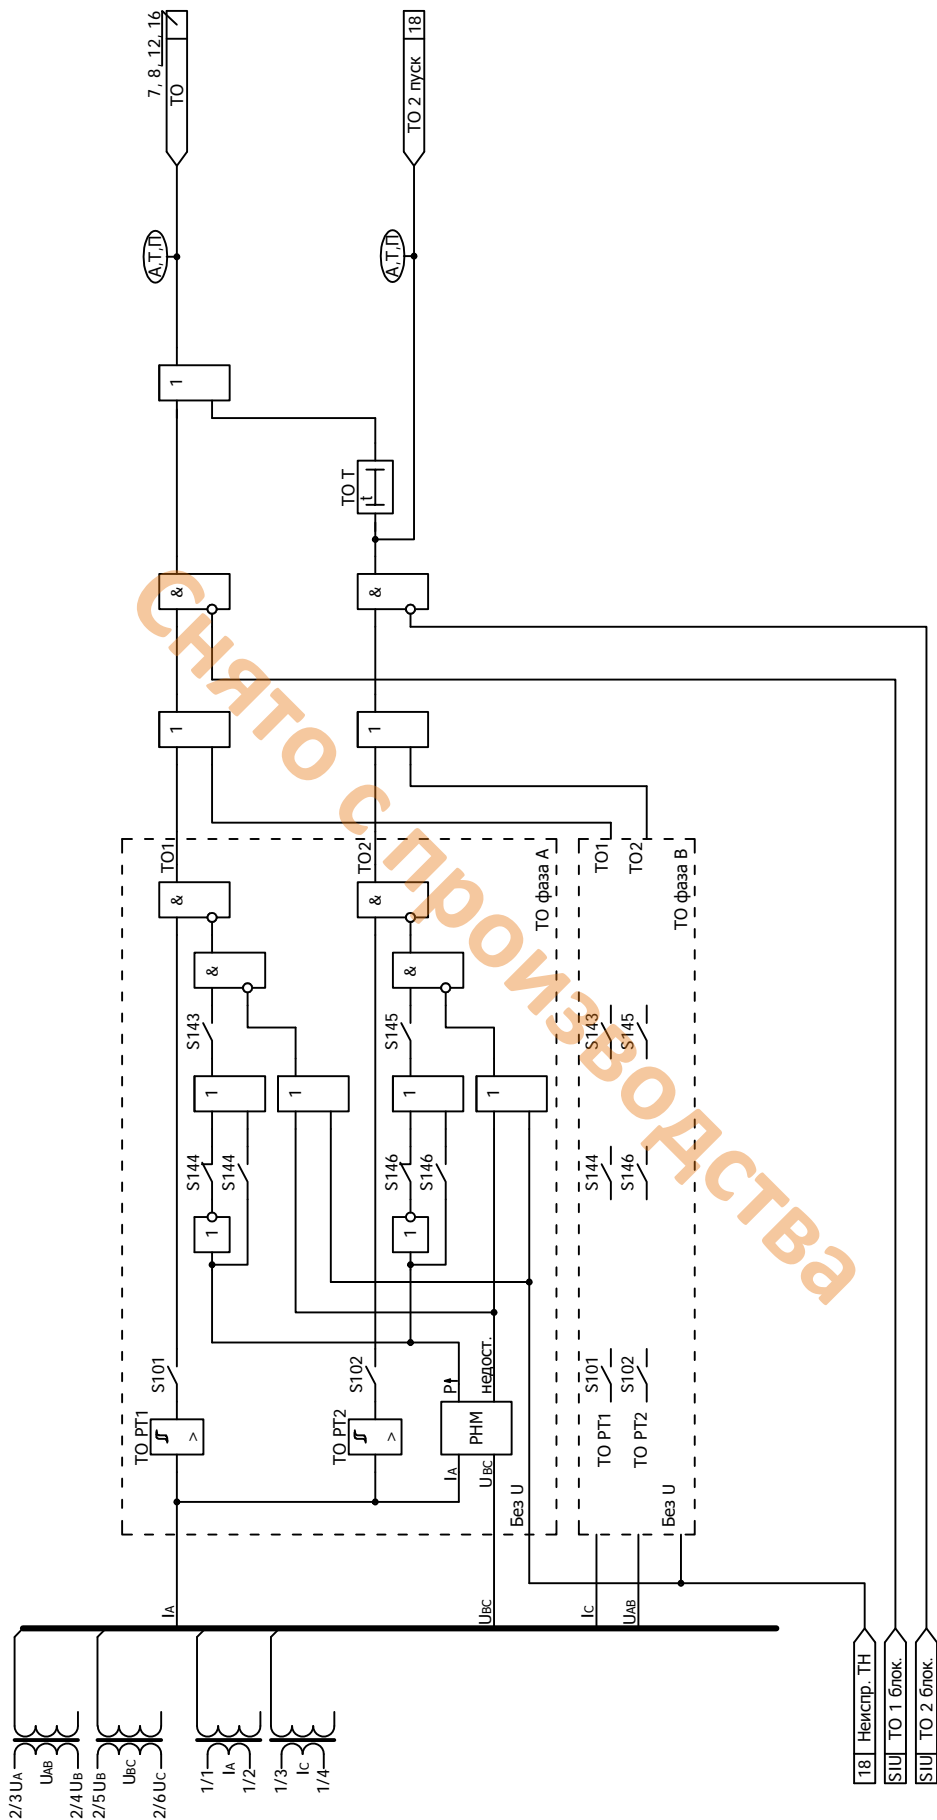 7, 8, 12, 16
ТО
ТО 2 пуск
18
А,Т,П
А,Т,П
1
ТО Т
t
&
&
1
1
ТО1
ТО2
ТО фаза А
&
&
&
&
S143
S145
1
1
1
1
S144
S144
S146
S146
1
1
S101
S102
ТО РТ1
>
ТО РТ2
>
РНМ
P
недост.
IA
UBC
Без U
ТО1
ТО2
ТО фаза В
S143
S145
S144
S146
S101
S102
ТО РТ1
ТО РТ2
Без U
IA
UBC
IC
UAB
2/3UA
UAB
2/4UB
2/5UB
UBC
2/6UC
1/1
IA
1/2
1/3
IC
1/4
18
Неиспр. ТН
SIU
ТО 1 блок.
SIU
ТО 2 блок.
Снято с производства